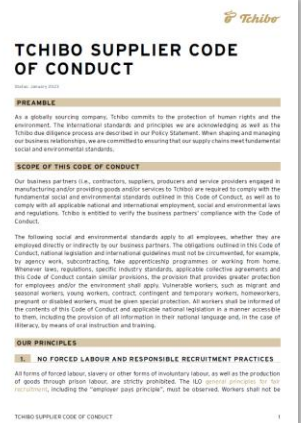 Tchibo
TCHIBO SUPPLIER CODE
OF CONDUCT
Status: January 2023
PREAMBLE
As a globally sourcing company, Tchibo commits to the protection of human rights and the
environment. The international standards and principles we are acknowledging as well as the
Tchibo due diligence process are described in our Policy Statement. When shaping and managing
our business relationships, we are committed to ensuring that our supply chains meet fundamental
social and environmental standards.
SCOPE OF THIS CODE OF CONDUCT
Our business partners (i.e., contractors, suppliers, producers and service providers engaged in
manufacturing and/or providing goods and/or services to Tchibo) are required to comply with the
fundamental social and environmental standards outlined in this Code of Conduct, as well as to
comply with all applicable national and international employment, social and environmental laws
and regulations. Tchibo is entitled to verify the business partners' compliance with the Code of
Conduct.
The following social and environmental standards apply to all employees, whether they are
employed directly or indirectly by our business partners. The obligations outlined in this Code of
Conduct, national legislation and international guidelines must not be circumvented, for example,
by agency work, subcontracting, fake apprenticeship programmes or working from home.
Whenever laws, regulations, specific industry standards, applicable collective agreements and
this Code of Conduct contain similar provisions, the provision that provides greater protection
for employees and/or the environment shall apply. Vulnerable workers, such as migrant and
seasonal workers, young workers, contract, contingent and temporary workers, homeworkers,
pregnant or disabled workers, must be given special protection. All workers shall be informed of
the contents of this Code of Conduct and applicable national legislation in a manner accessible
to them, including the provision of all information in their national language and, in the case of
illiteracy, by means of oral instruction and training.
OUR PRINCIPLES
1. NO FORCED LABOUR AND RESPONSIBLE RECRUITMENT PRACTICES
All forms of forced labour, slavery or other forms of involuntary labour, as well as the production
of goods through prison labour, are strictly prohibited. The ILO general principles for fair
recruitment, including the "employer pays principle", must be observed. Workers shall not be
TCHIBO SUPPLIER CODE OF CONDUCT
1